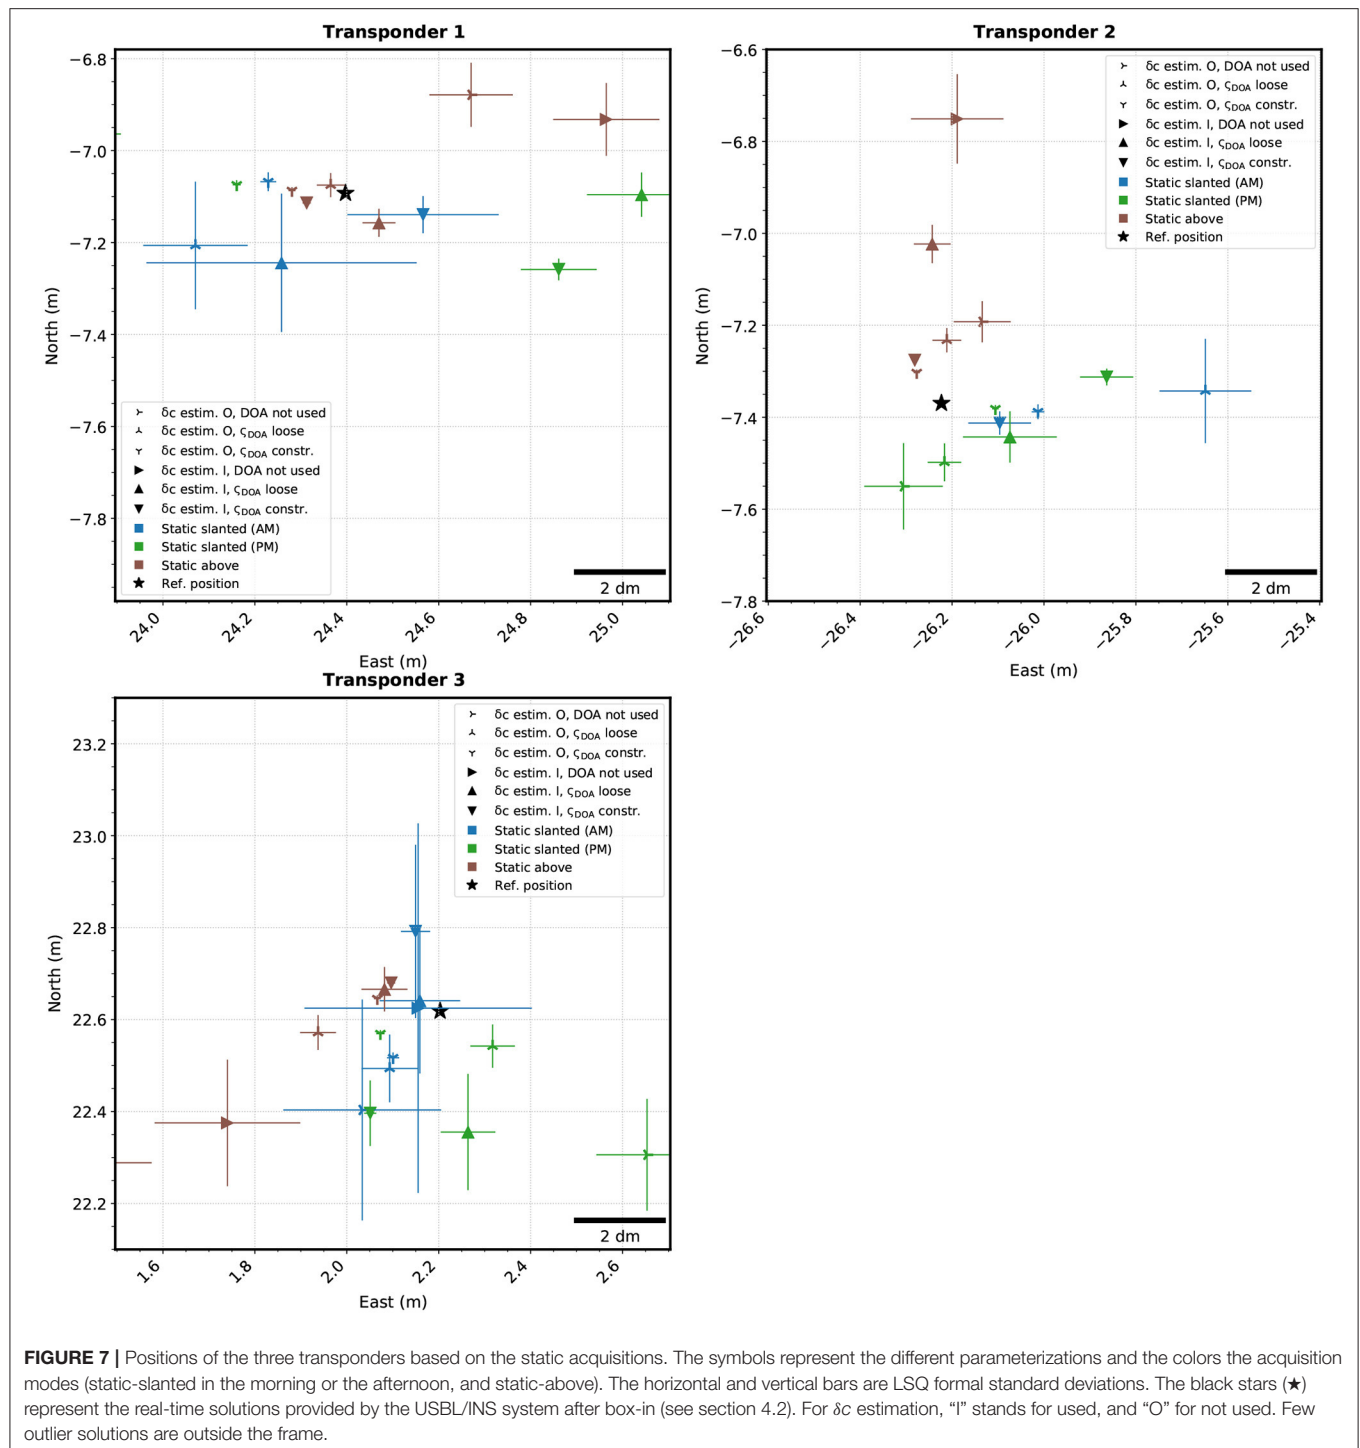 Transponder 1
−6.8
−7.0
−7.2
−7.4
−7.6
−7.8
North (m)
δc estim. O, DOA not used
δc estim. O, ςDOA loose
δc estim. O, ςDOA constr.
δc estim. I, DOA not used
δc estim. I, ςDOA loose
δc estim. I, ςDOA constr.
Static slanted (AM)
Static slanted (PM)
Static above
Ref. position
2 dm
24.0
24.2
24.4
24.6
24.8
25.0
East (m)
Transponder 2
−6.6
−6.8
−7.0
−7.2
−7.4
−7.6
−7.8
North (m)
δc estim. O, DOA not used
δc estim. O, ςDOA loose
δc estim. O, ςDOA constr.
δc estim. I, DOA not used
δc estim. I, ςDOA loose
δc estim. I, ςDOA constr.
Static slanted (AM)
Static slanted (PM)
Static above
Ref. position
2 dm
−26.6
−26.4
−26.2
−26.0
−25.8
−25.6
−25.4
East (m)
Transponder 3
23.2
23.0
22.8
22.6
22.4
22.2
North (m)
δc estim. O, DOA not used
δc estim. O, ςDOA loose
δc estim. O, ςDOA constr.
δc estim. I, DOA not used
δc estim. I, ςDOA loose
δc estim. I, ςDOA constr.
Static slanted (AM)
Static slanted (PM)
Static above
Ref. position
2 dm
1.6
1.8
2.0
2.2
2.4
2.6
East (m)
FIGURE 7 | Positions of the three transponders based on the static acquisitions. The symbols represent the different parameterizations and the colors the acquisition
modes (static-slanted in the morning or the afternoon, and static-above). The horizontal and vertical bars are LSQ formal standard deviations. The black stars (★)
represent the real-time solutions provided by the USBL/INS system after box-in (see section 4.2). For δc estimation, “I” stands for used, and “O” for not used. Few
outlier solutions are outside the frame.